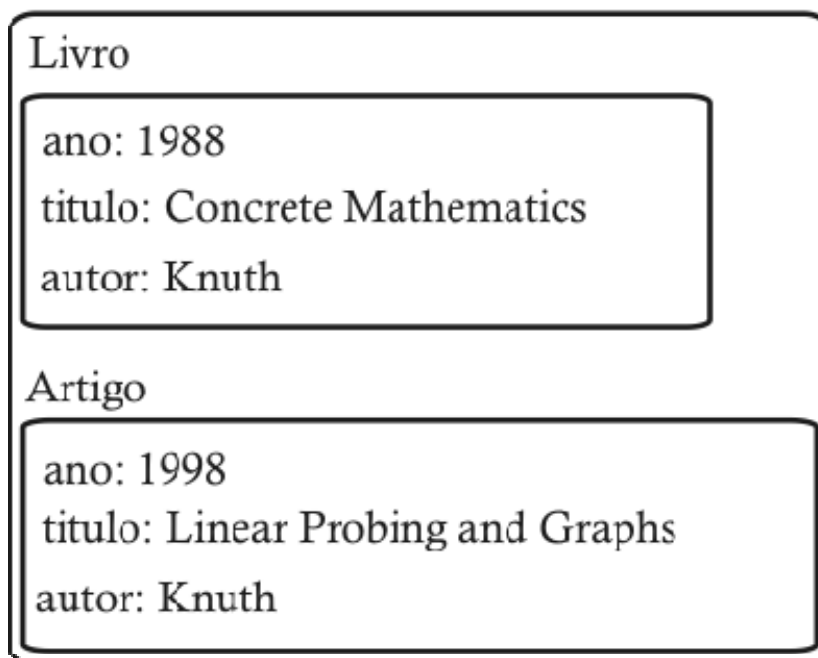 Livro
ano: 1988
titulo: Concrete Mathematics
autor: Knuth
Artigo
ano: 1998
titulo: Linear Probing and Graphs
autor: Knuth